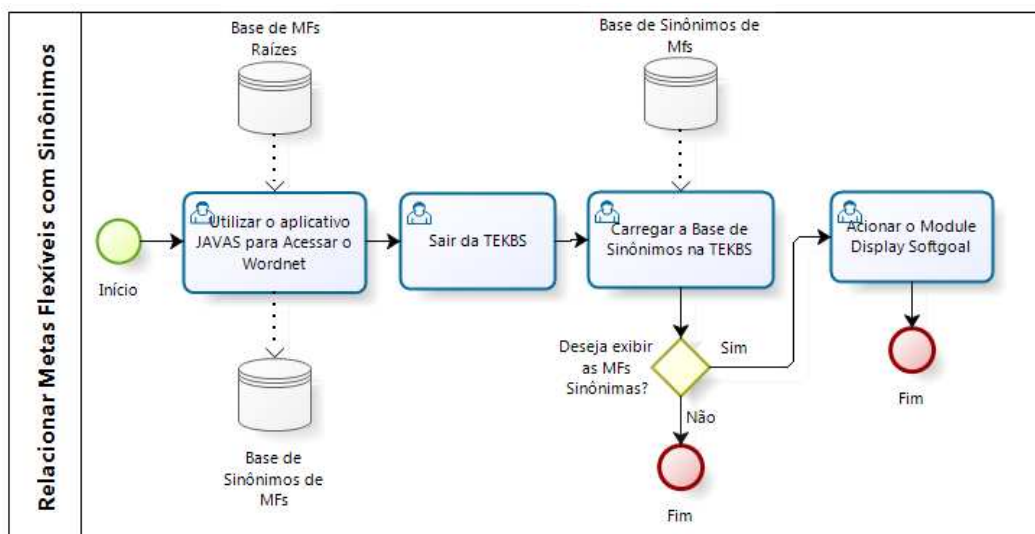 Relacionar Metas Flexíveis com Sinônimos
Base de MFs
Raízes
Base de Sinônimos de
Mfs
Início
Utilizar o aplicativo
JAVAS para Acessar o
Wordnet
Sair da TEKBS
Carregar a Base de
Sinônimos na TEKBS
Acionar o Module
Display Softgoal
Deseja exibir
as MFs
Sinônimas?
Sim
Não
Fim
Fim
Base de
Sinônimos de
MFs